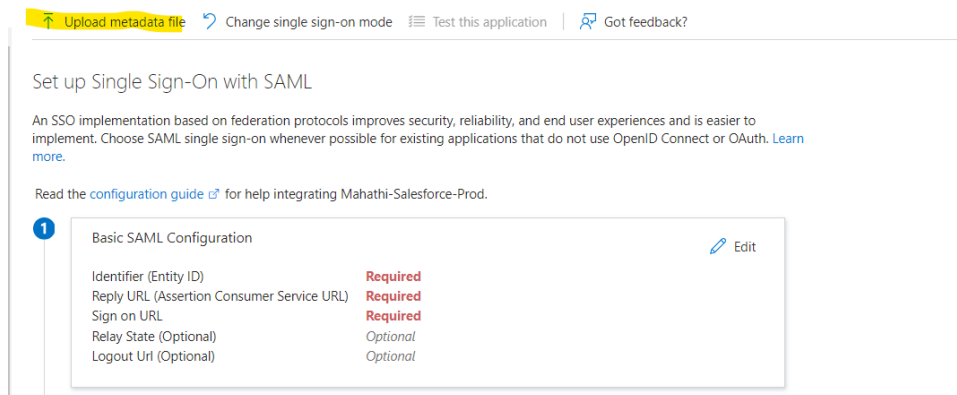 Upload metadata file Change single sign-on mode Test this application Got feedback?
Set up Single Sign-On with SAML
An SSO implementation based on federation protocols improves security, reliability, and end user experiences and is easier to
implement. Choose SAML single sign-on whenever possible for existing applications that do not use OpenID Connect or OAuth. Learn
more.
Read the configuration guide for help integrating Mahathi-Salesforce-Prod.
1
Basic SAML Configuration
Edit
Identifier (Entity ID) Required
Reply URL (Assertion Consumer Service URL) Required
Sign on URL Required
Relay State (Optional) Optional
Logout Url (Optional) Optional